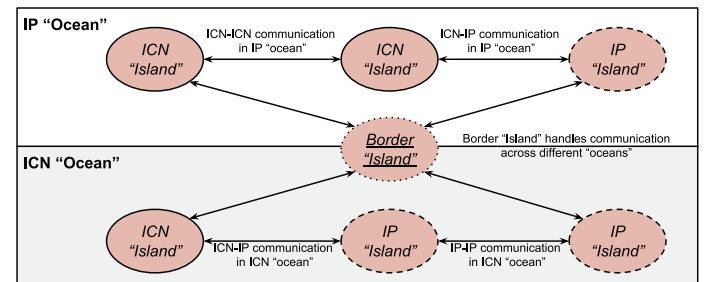 IP “Ocean”
ICN
“Island”
ICN-ICN communication
in IP “ocean”
ICN
“Island”
ICN-IP communication
in IP “ocean”
IP
“Island”
Border
“Island”
Border “Island” handles communication
across different “oceans”
ICN “Ocean”
ICN
“Island”
ICN-IP communication
in ICN “ocean”
IP
“Island”
IP-IP communication
in ICN “ocean”
IP
“Island”